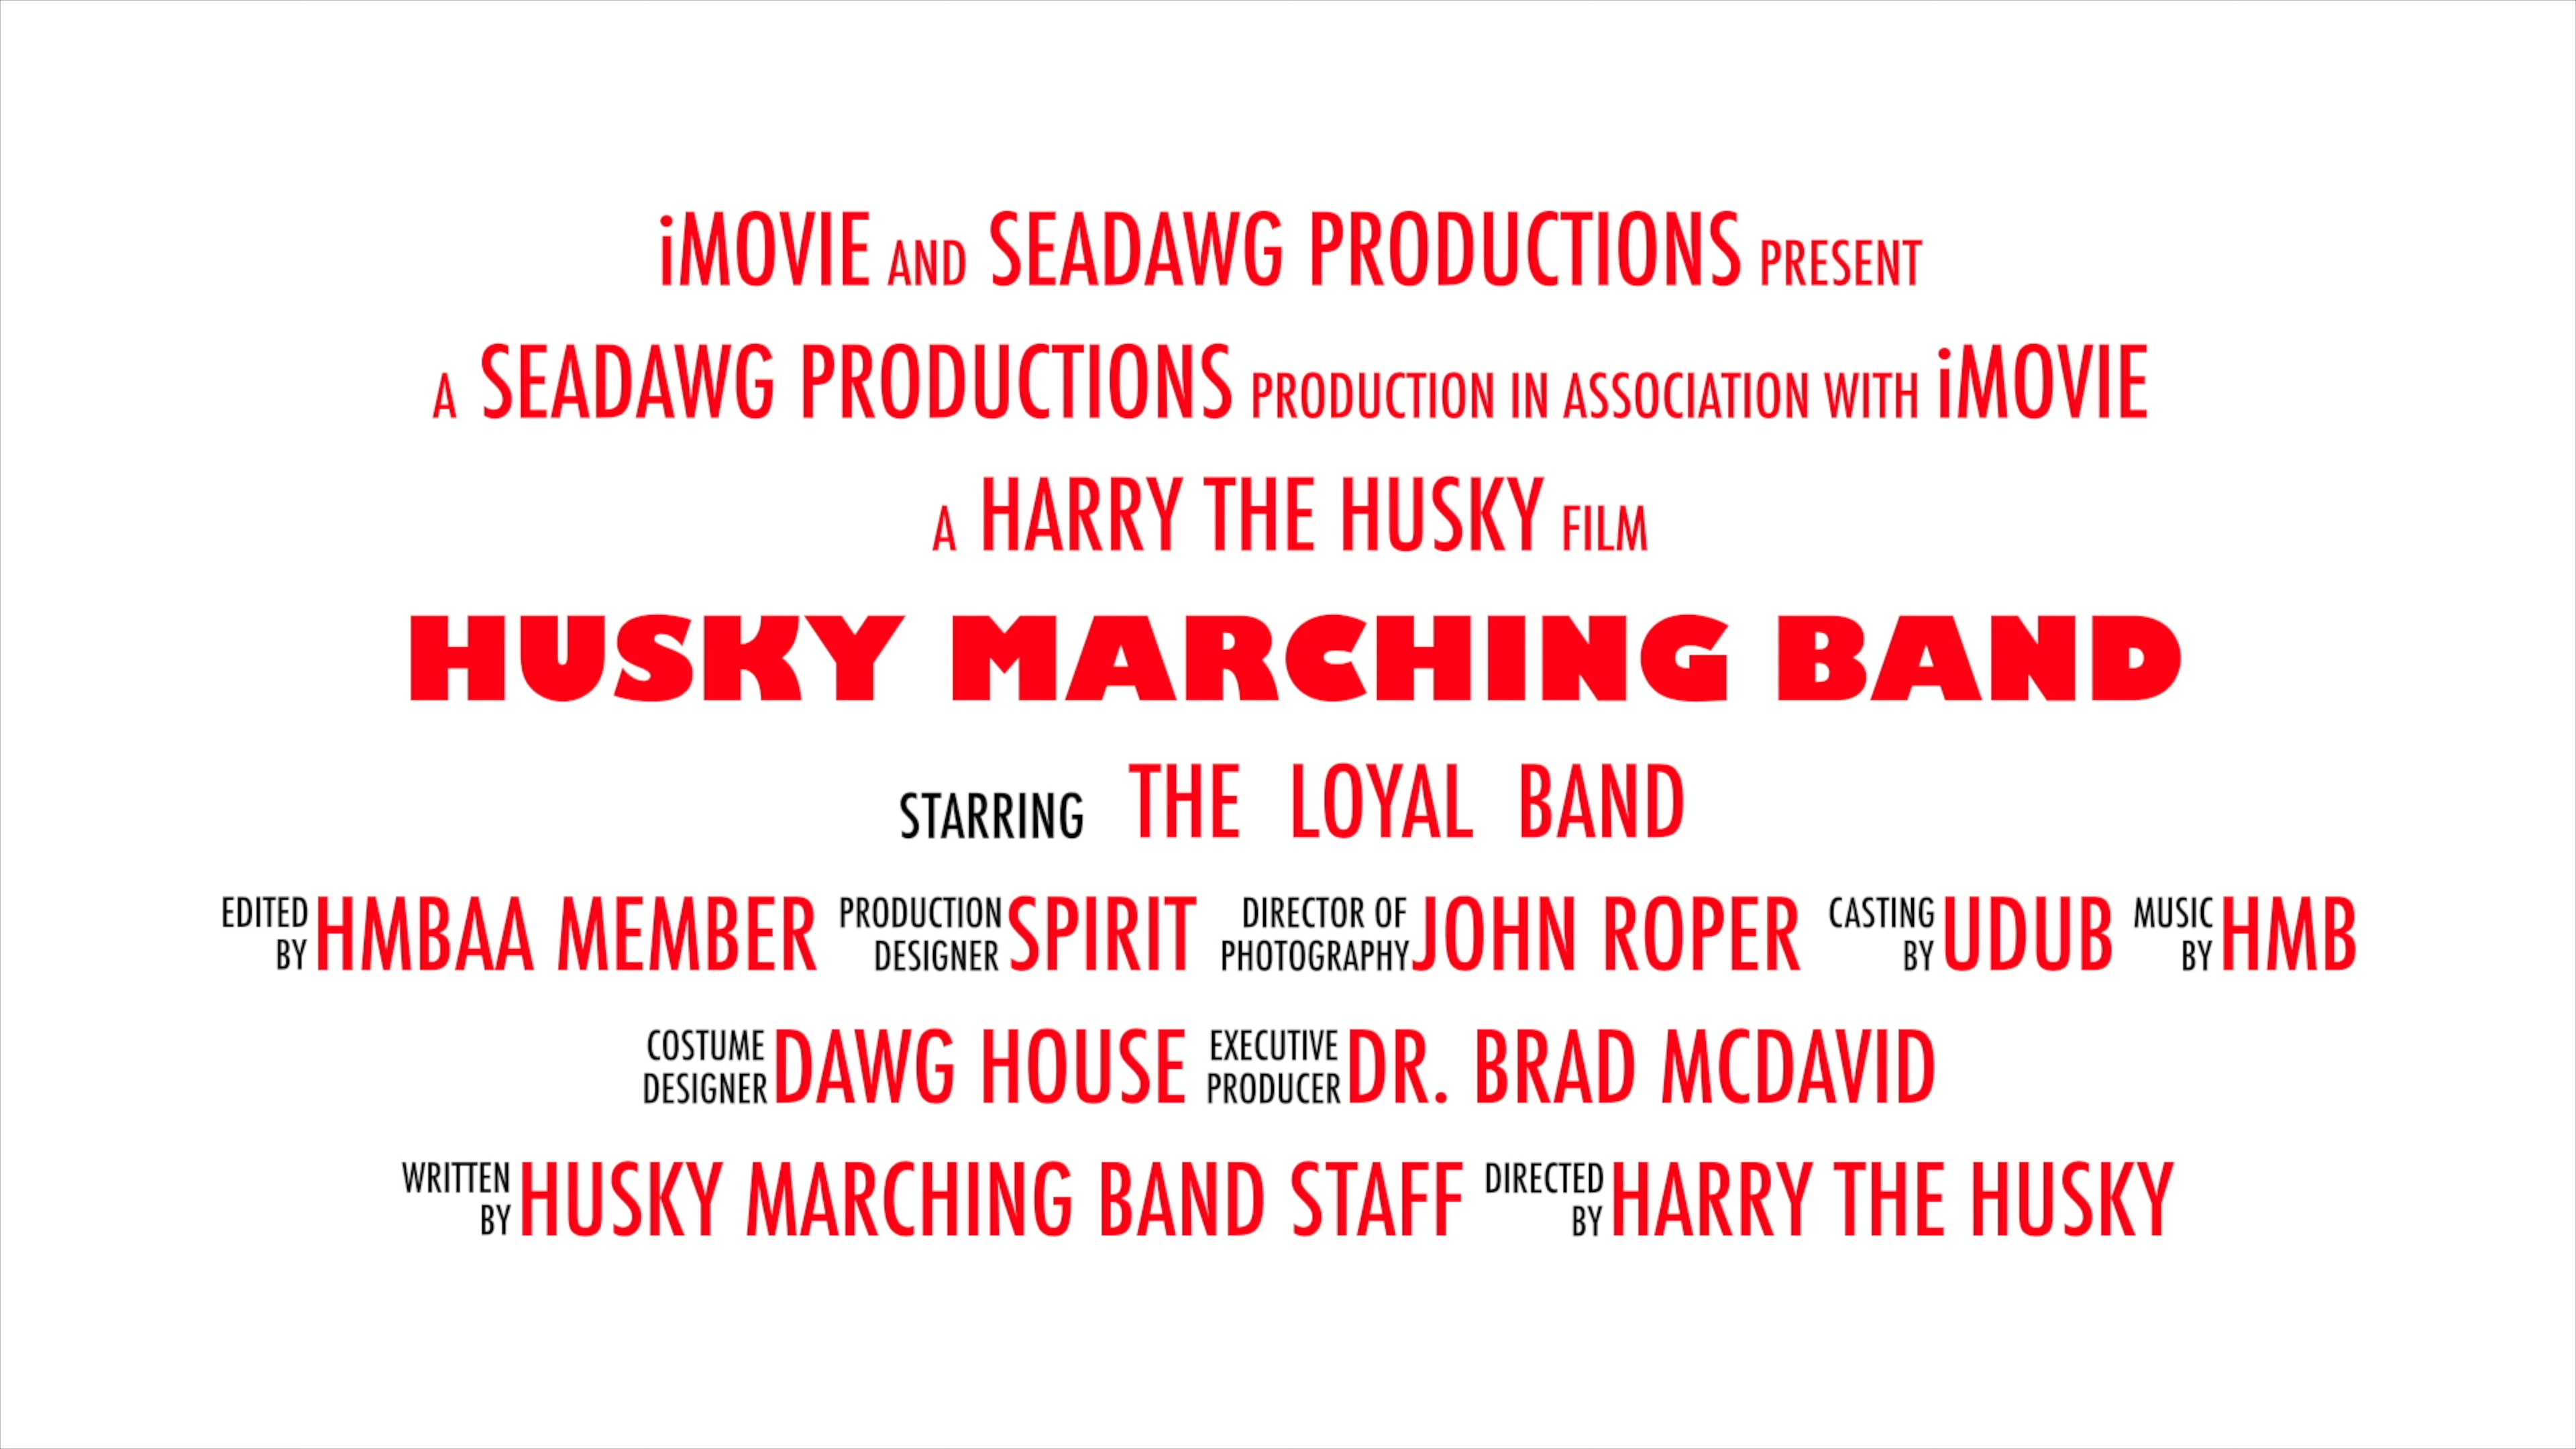 iMOVIE AND SEADAWG PRODUCTIONS PRESENT
A SEADAWG PRODUCTIONS PRODUCTION IN ASSOCIATION WITH iMOVIE
A HARRY THE HUSKY FILM
HUSKY MARCHING BAND
STARRING THE LOYAL BAND
EDITED BY HMBAA MEMBER PRODUCTION DESIGNER SPIRIT DIRECTOR OF PHOTOGRAPHY JOHN ROPER CASTING BY UDUB MUSIC BY HMB
COSTUME DESIGNER DAWG HOUSE EXECUTIVE PRODUCER DR. BRAD MCDAVID
WRITTEN BY HUSKY MARCHING BAND STAFF DIRECTED BY HARRY THE HUSKY